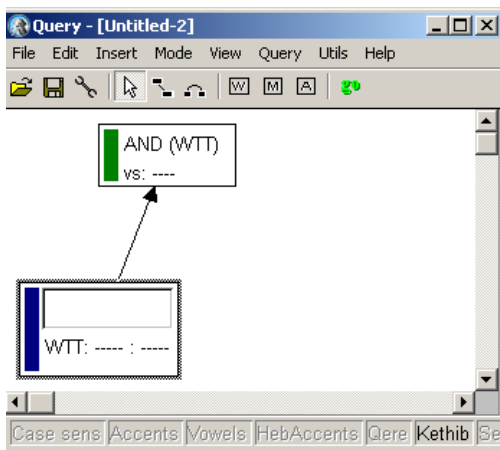 Query - [Untitled-2]
File Edit Insert Mode View Query Utils Help
W M A go
AND (WTT)
vs: ----
WTT: ----- : -----
Case sens Accents Vowels HebAccents Qere Kethib Se